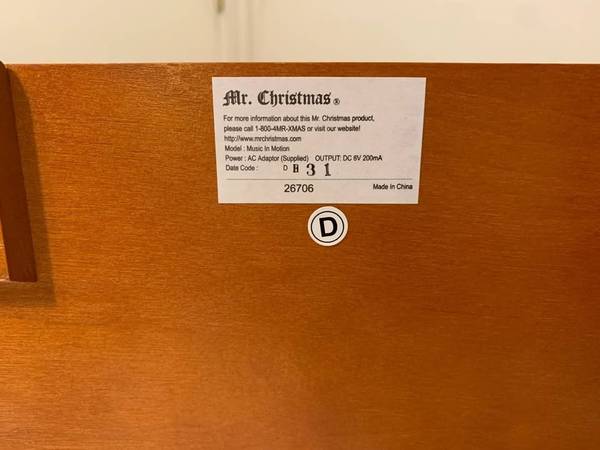 Mr. Christmas®
For more information about this Mr. Christmas product,
please call 1-800-4MR-XMAS or visit our website!
http://www.mrchristmas.com
Model : Music In Motion
Power : AC Adaptor (Supplied) OUTPUT: DC 6V 200mA
Date Code : D H 3 1
26706 Made in China
D